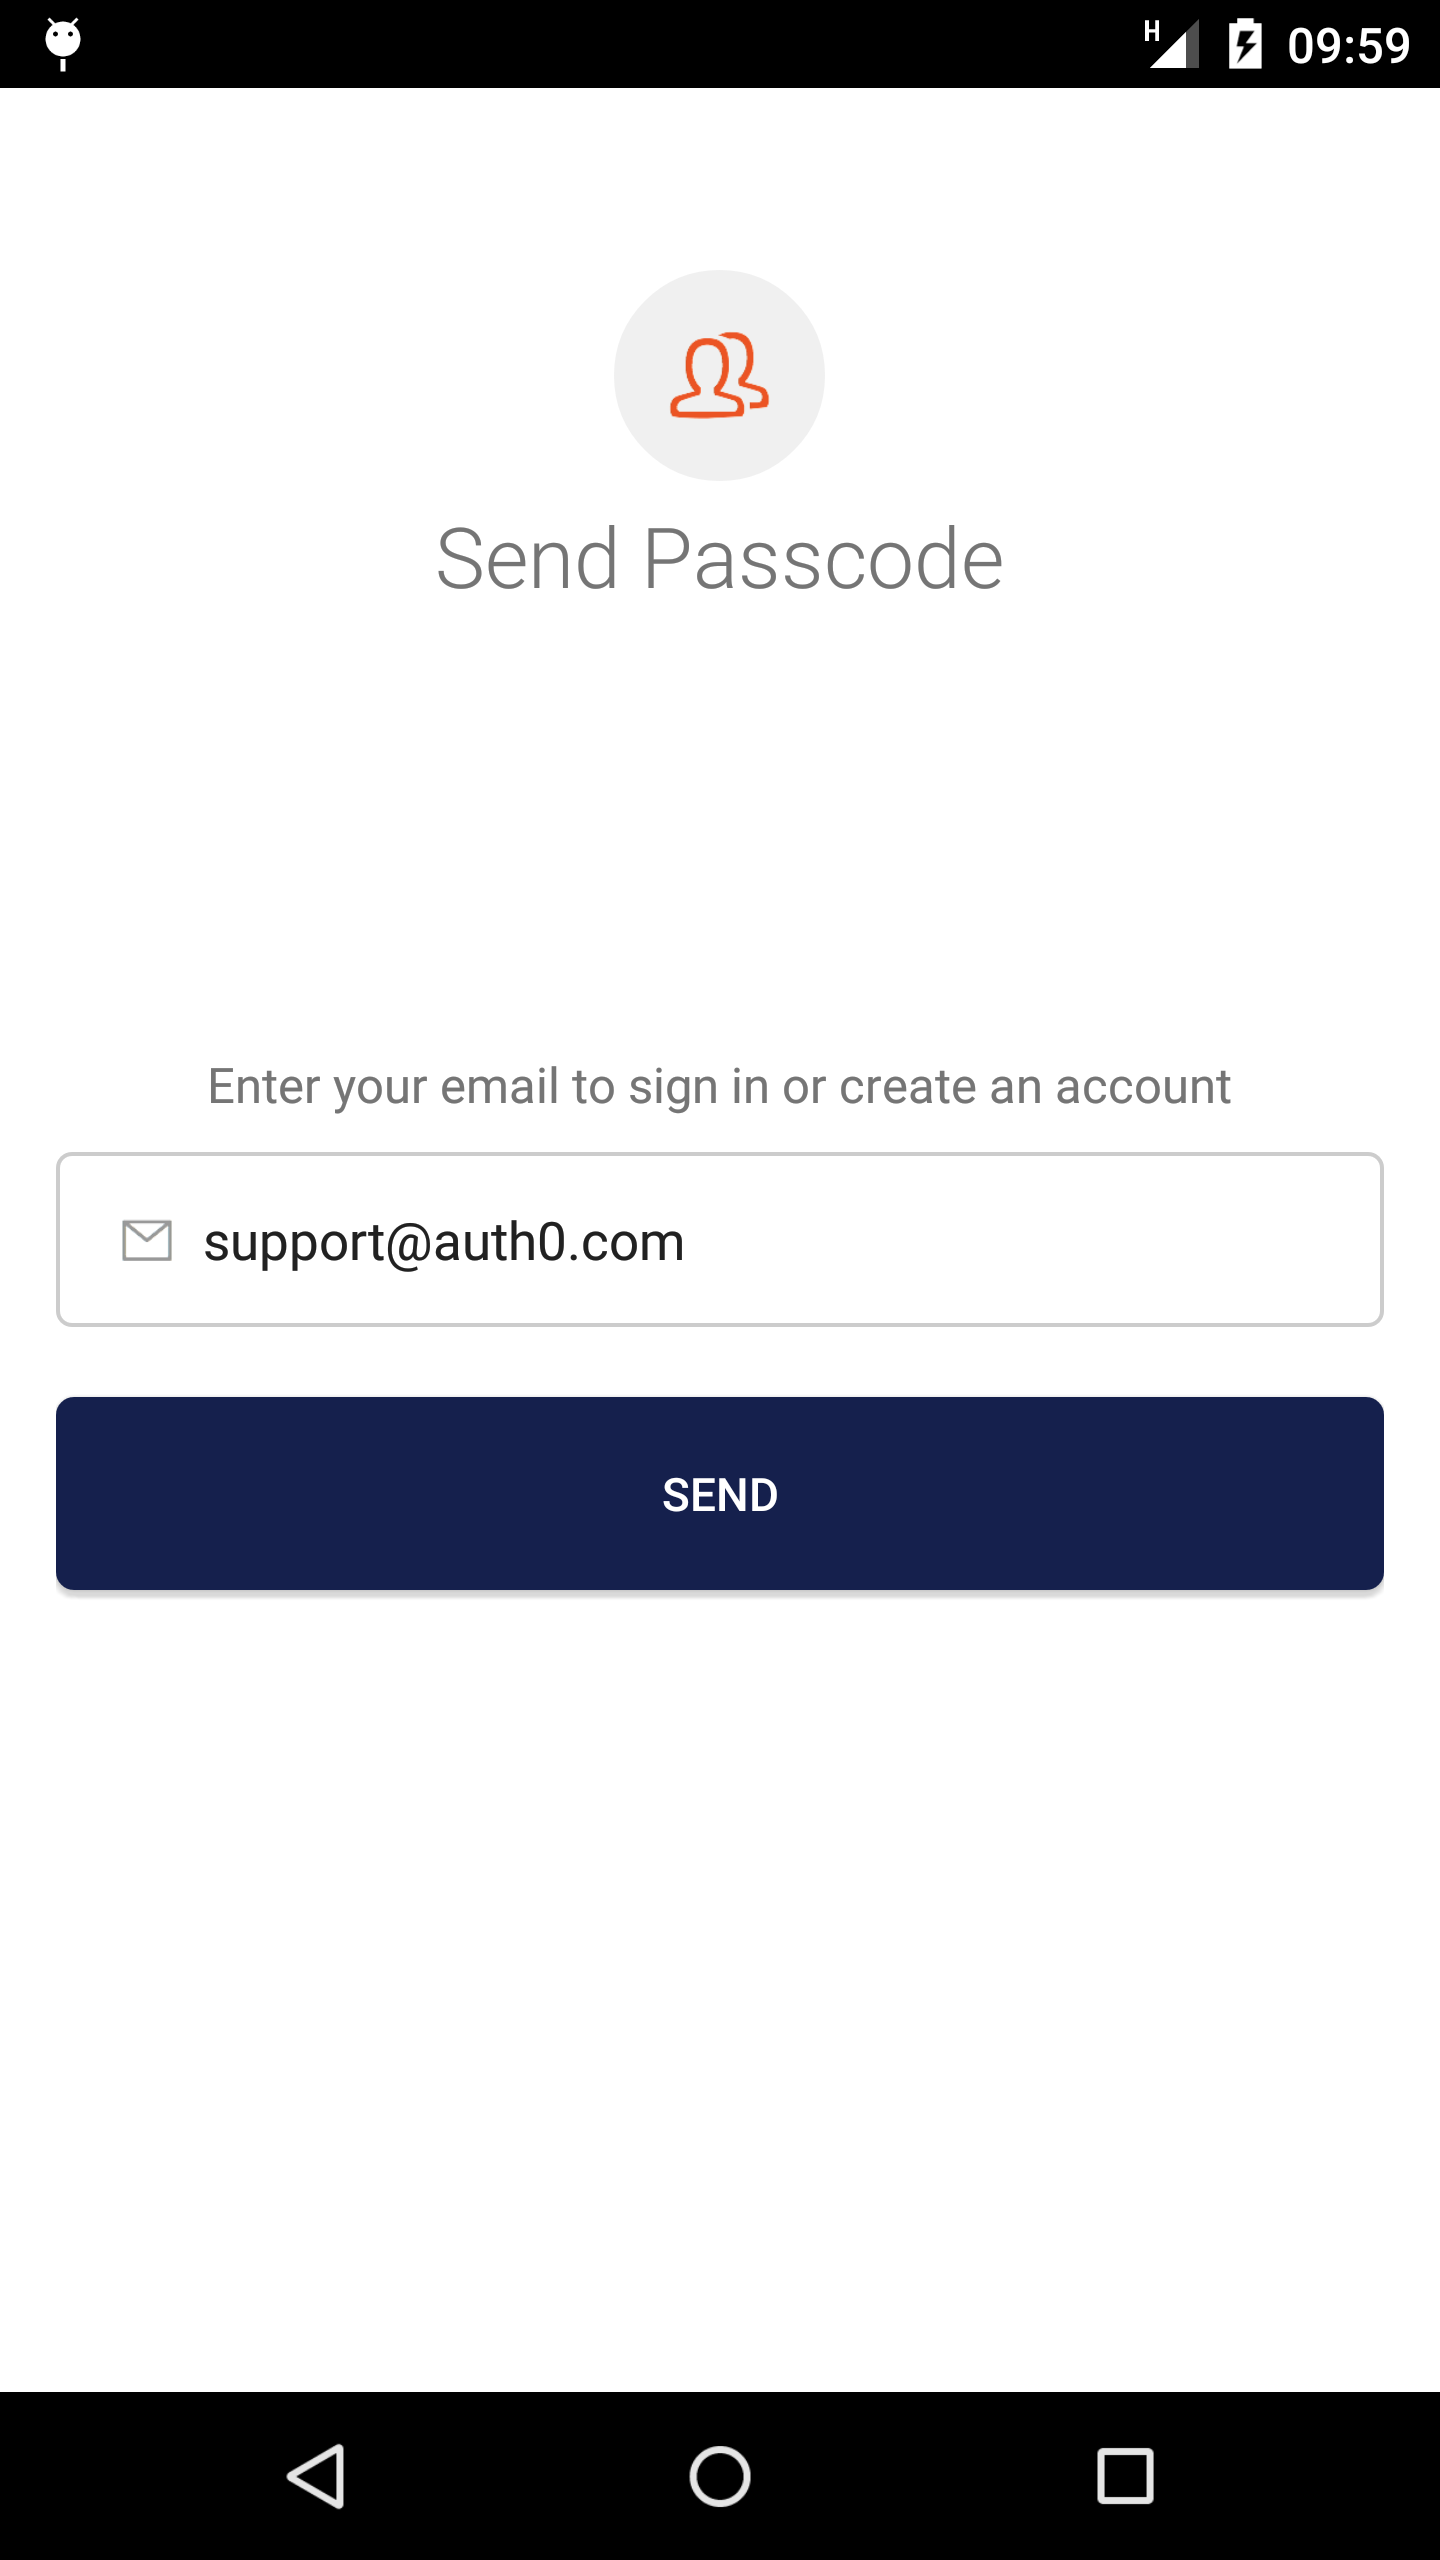 H 09:59
Send Passcode
Enter your email to sign in or create an account
support@auth0.com
SEND